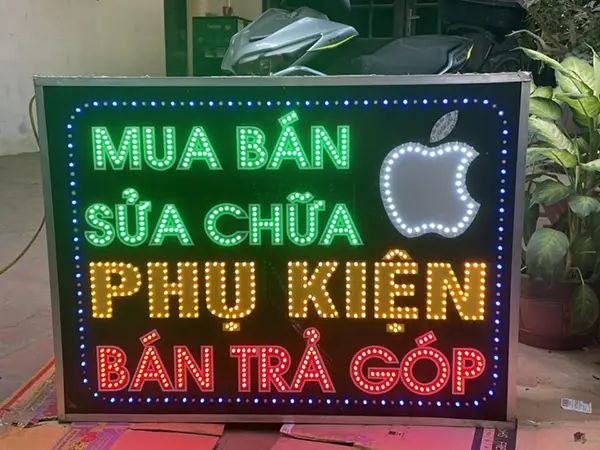 MUA BÁN
SỬA CHỮA
PHỤ KIỆN
BÁN TRẢ GÓP